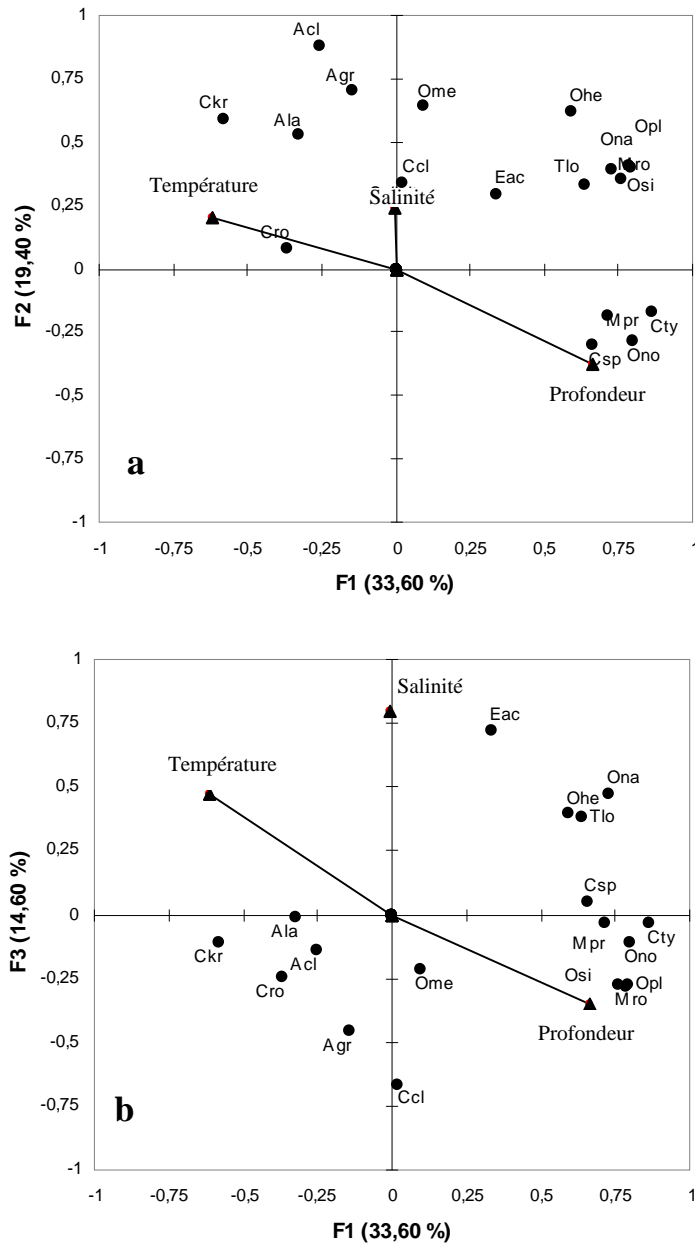 1
Acl
Agr
0,75
Ckr
Ome
Ohe
Opl
Ala
Ona
0,5
Ccl
Tlo
Mro
Température
Eac
Osi
0,25
Salinité
Cro
0
F2 (19,40 %)
-0,25
Mpr
Cty
Csp
Ono
Profondeur
-0,5
-0,75
a
-1
-1 -0,75 -0,5 -0,25 0 0,25 0,5 0,75 1
F1 (33,60 %)
1
Salinité
Eac
0,75
Température
Ona
0,5
Ohe
Tlo
0,25
Csp
0
F3 (14,60 %)
Ala
Mpr
Cty
Ckr
Acl
Ono
Cro
Ome
Osi
Opl
-0,25
Mro
Agr
Profondeur
-0,5
Ccl
-0,75
b
-1
-1 -0,75 -0,5 -0,25 0 0,25 0,5 0,75 1
F1 (33,60 %)